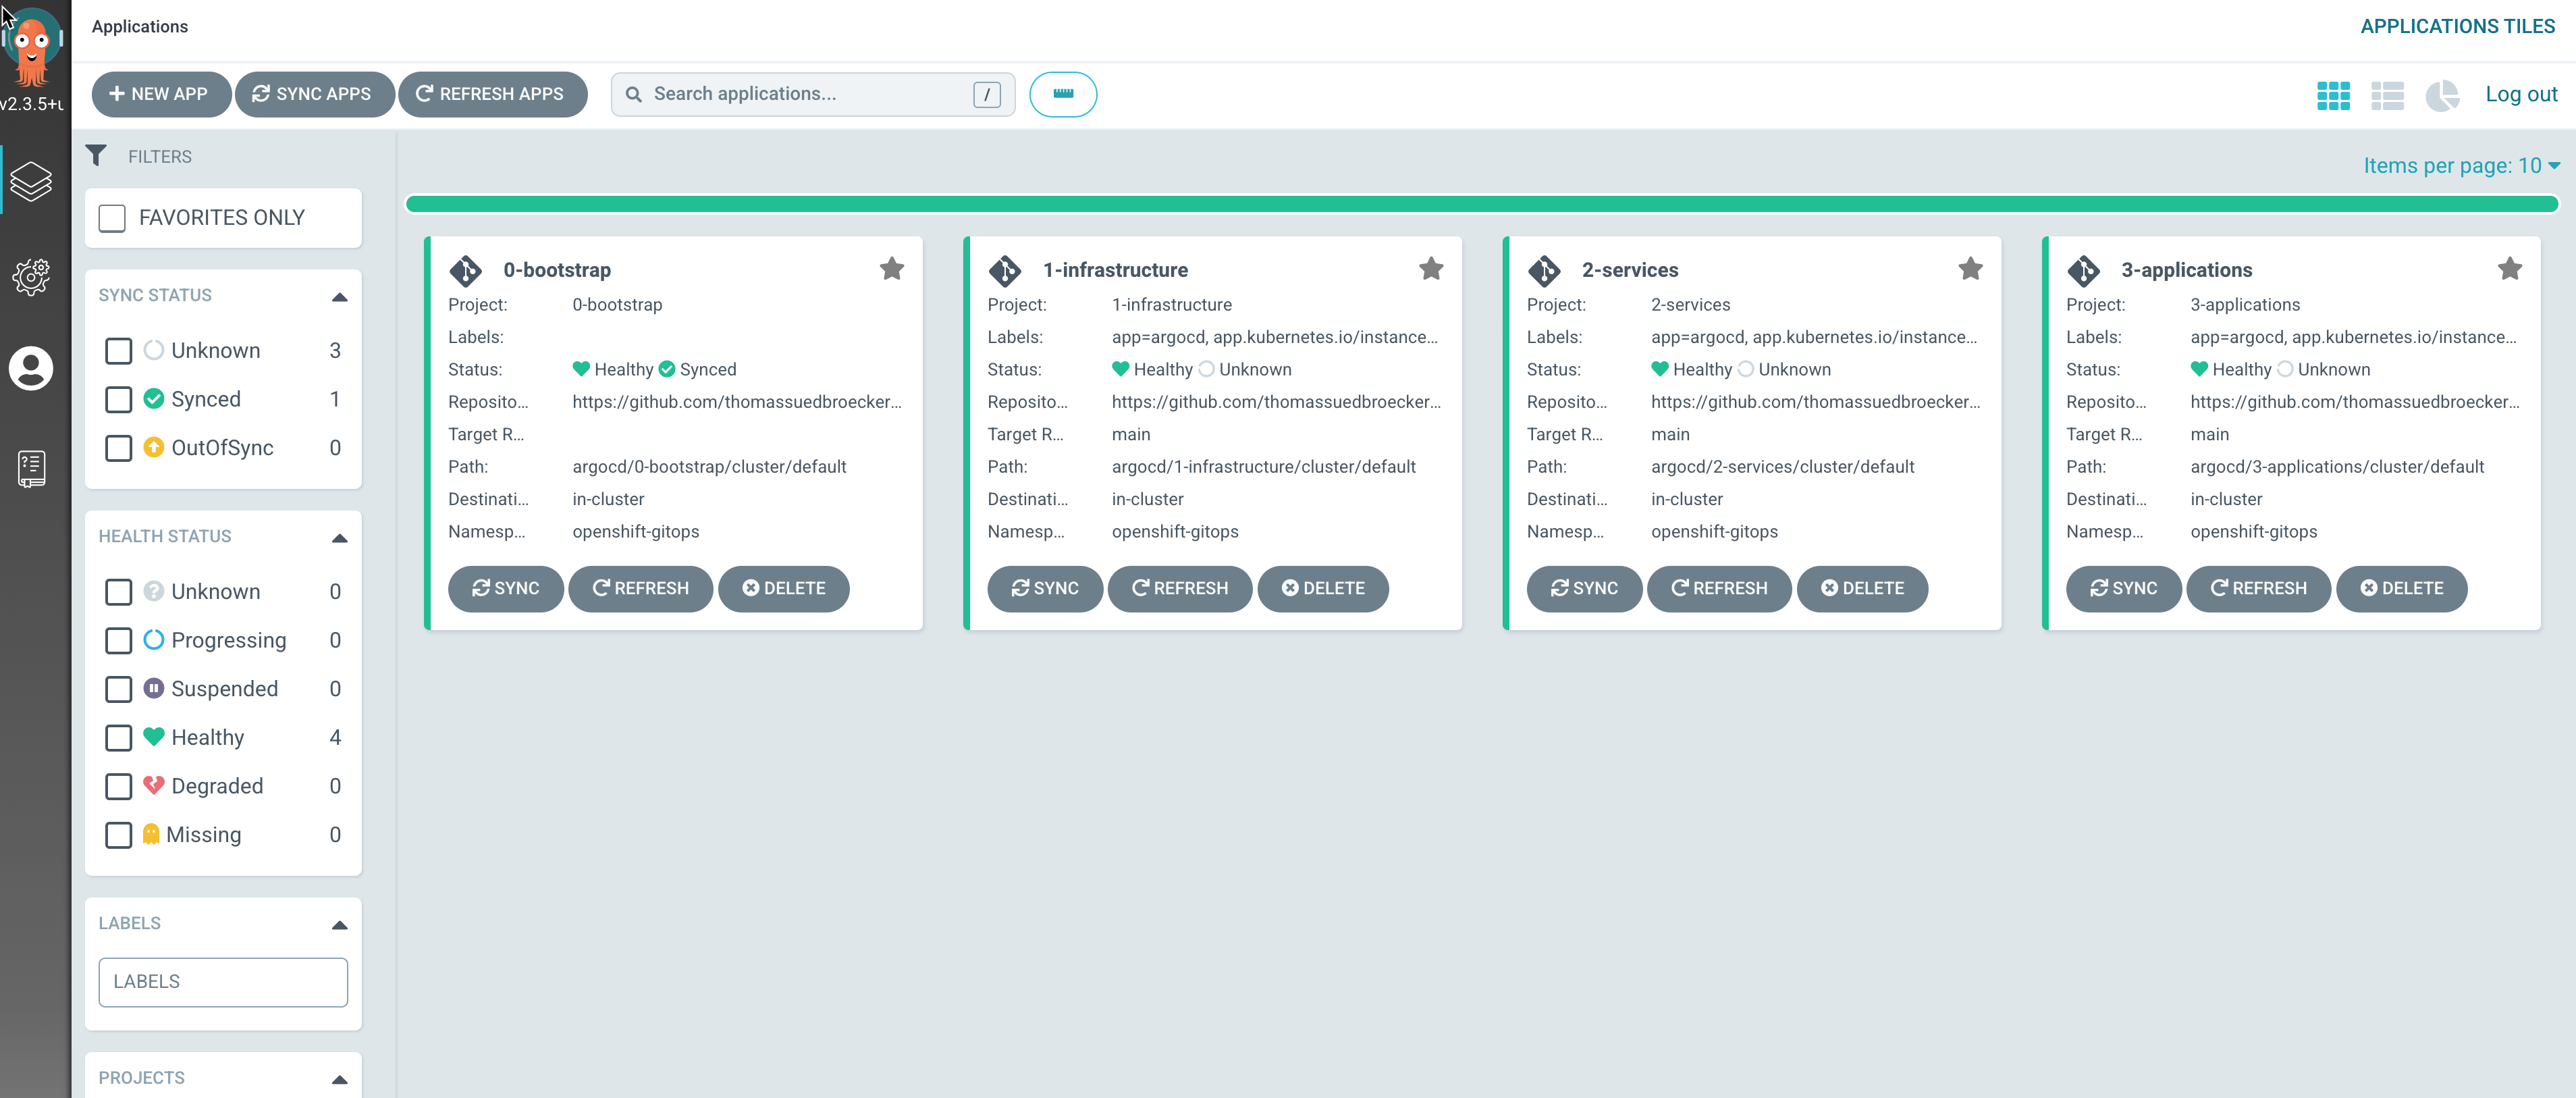 Applications
APPLICATIONS TILES
NEW APP SYNC APPS REFRESH APPS Search applications... / Log out
v2.3.5+
FILTERS
Items per page: 10
FAVORITES ONLY
SYNC STATUS
Unknown 3
Synced 1
OutOfSync 0
HEALTH STATUS
Unknown 0
Progressing 0
Suspended 0
Healthy 4
Degraded 0
Missing 0
LABELS
LABELS
PROJECTS
0-bootstrap
Project: 0-bootstrap
Labels:
Status: Healthy Synced
Reposito... https://github.com/thomassuedbroecker...
Target R...
Path: argocd/0-bootstrap/cluster/default
Destinati... in-cluster
Namesp... openshift-gitops
SYNC REFRESH DELETE
1-infrastructure
Project: 1-infrastructure
Labels: app=argocd, app.kubernetes.io/instance...
Status: Healthy Unknown
Reposito... https://github.com/thomassuedbroecker...
Target R... main
Path: argocd/1-infrastructure/cluster/default
Destinati... in-cluster
Namesp... openshift-gitops
SYNC REFRESH DELETE
2-services
Project: 2-services
Labels: app=argocd, app.kubernetes.io/instance...
Status: Healthy Unknown
Reposito... https://github.com/thomassuedbroecker...
Target R... main
Path: argocd/2-services/cluster/default
Destinati... in-cluster
Namesp... openshift-gitops
SYNC REFRESH DELETE
3-applications
Project: 3-applications
Labels: app=argocd, app.kubernetes.io/instance...
Status: Healthy Unknown
Reposito... https://github.com/thomassuedbroecker...
Target R... main
Path: argocd/3-applications/cluster/default
Destinati... in-cluster
Namesp... openshift-gitops
SYNC REFRESH DELETE